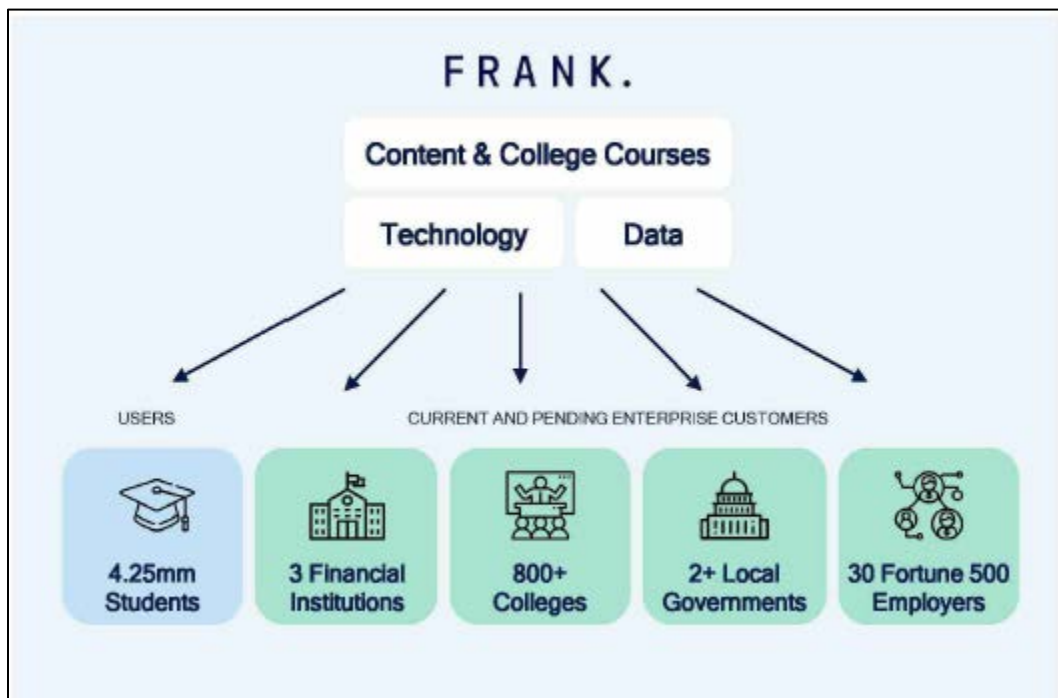 FRANK.
Content & College Courses
Technology
Data
USERS
CURRENT AND PENDING ENTERPRISE CUSTOMERS
4.25mm
Students
3 Financial
Institutions
800+
Colleges
2+ Local
Governments
30 Fortune 500
Employers